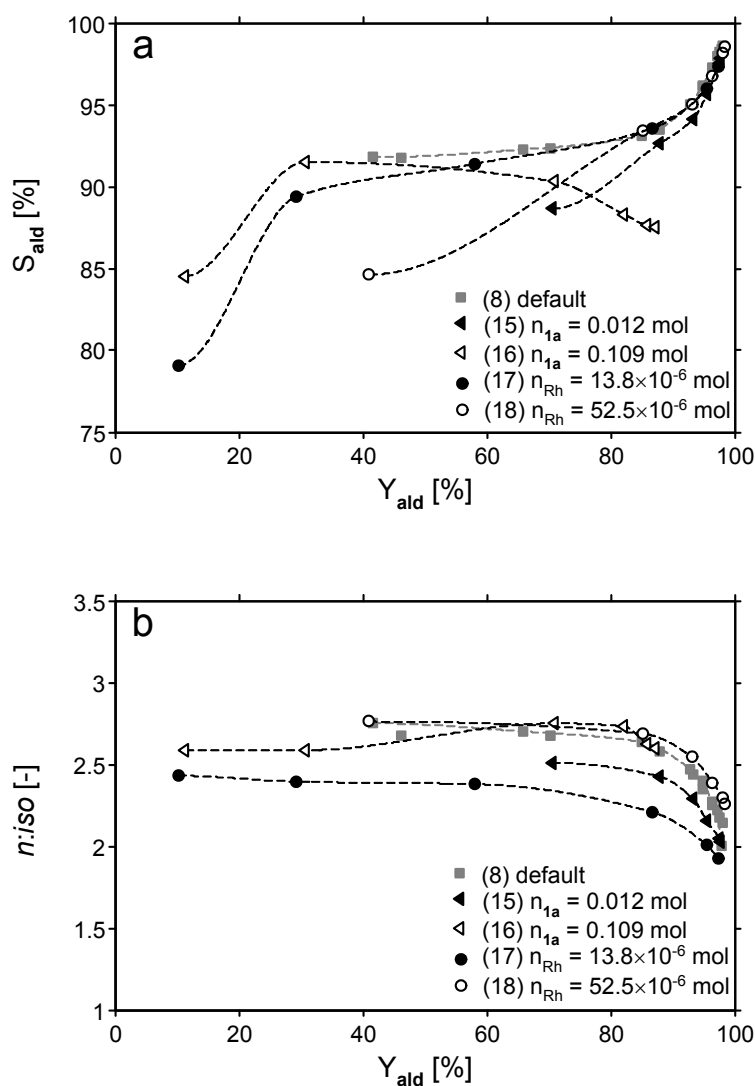 a
100
95
90
85
80
75
S_ald [%]
(8) default
(15) n_1a = 0.012 mol
(16) n_1a = 0.109 mol
(17) n_Rh = 13.8×10^-6 mol
(18) n_Rh = 52.5×10^-6 mol
0 20 40 60 80 100
Y_ald [%]
b
3.5
3
2.5
2
1.5
1
n:iso [-]
(8) default
(15) n_1a = 0.012 mol
(16) n_1a = 0.109 mol
(17) n_Rh = 13.8×10^-6 mol
(18) n_Rh = 52.5×10^-6 mol
0 20 40 60 80 100
Y_ald [%]